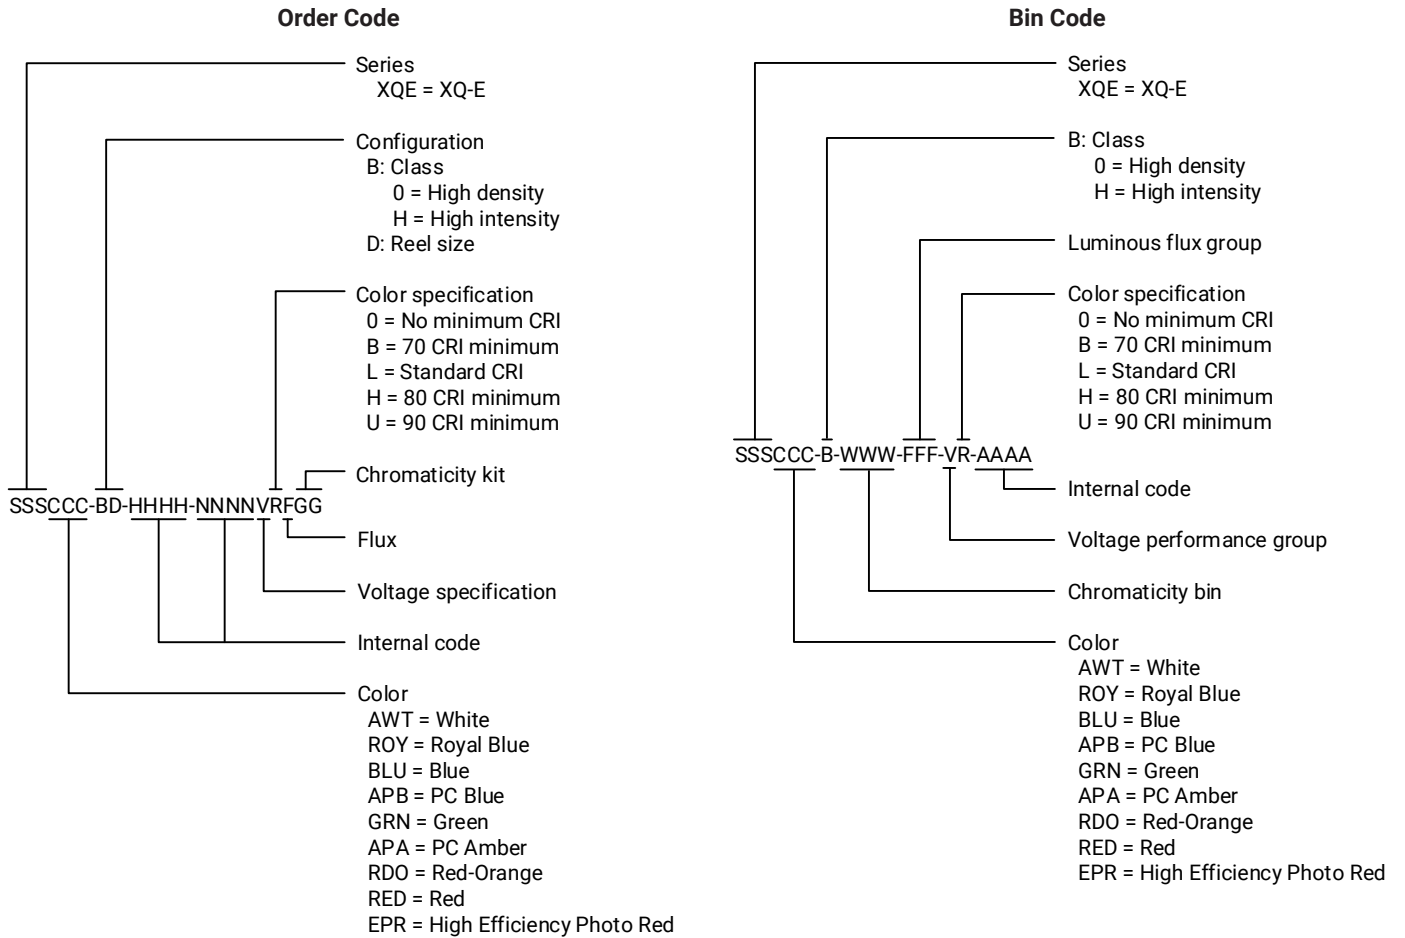 Order Code
Series
XQE = XQ-E
Configuration
B: Class
0 = High density
H = High intensity
D: Reel size
Color specification
0 = No minimum CRI
B = 70 CRI minimum
L = Standard CRI
H = 80 CRI minimum
U = 90 CRI minimum
Chromaticity kit
SSSCCC-BD-HHHH-NNNNVRFGG
Flux
Voltage specification
Internal code
Color
AWT = White
ROY = Royal Blue
BLU = Blue
APB = PC Blue
GRN = Green
APA = PC Amber
RDO = Red-Orange
RED = Red
EPR = High Efficiency Photo Red
Bin Code
Series
XQE = XQ-E
B: Class
0 = High density
H = High intensity
Luminous flux group
Color specification
0 = No minimum CRI
B = 70 CRI minimum
L = Standard CRI
H = 80 CRI minimum
U = 90 CRI minimum
SSSCCC-B-WWW-FFF-VR-AAAA
Internal code
Voltage performance group
Chromaticity bin
Color
AWT = White
ROY = Royal Blue
BLU = Blue
APB = PC Blue
GRN = Green
APA = PC Amber
RDO = Red-Orange
RED = Red
EPR = High Efficiency Photo Red